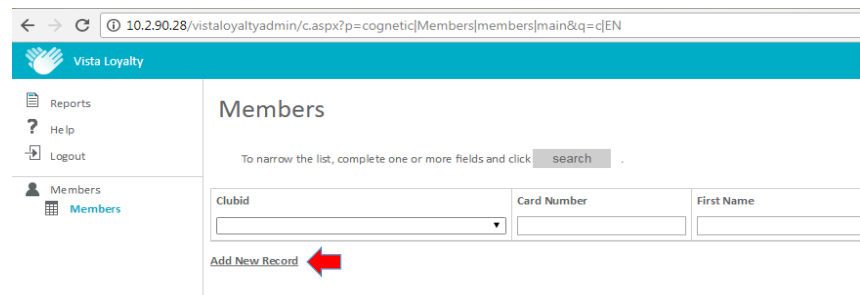 10.2.90.28/vistaloyaltyadmin/c.aspx?p=cognetic|Members|members|main&q=c|EN
Vista Loyalty
Reports
? Help
Logout
Members
Members
Members
To narrow the list, complete one or more fields and click search .
Clubid Card Number First Name
Add New Record